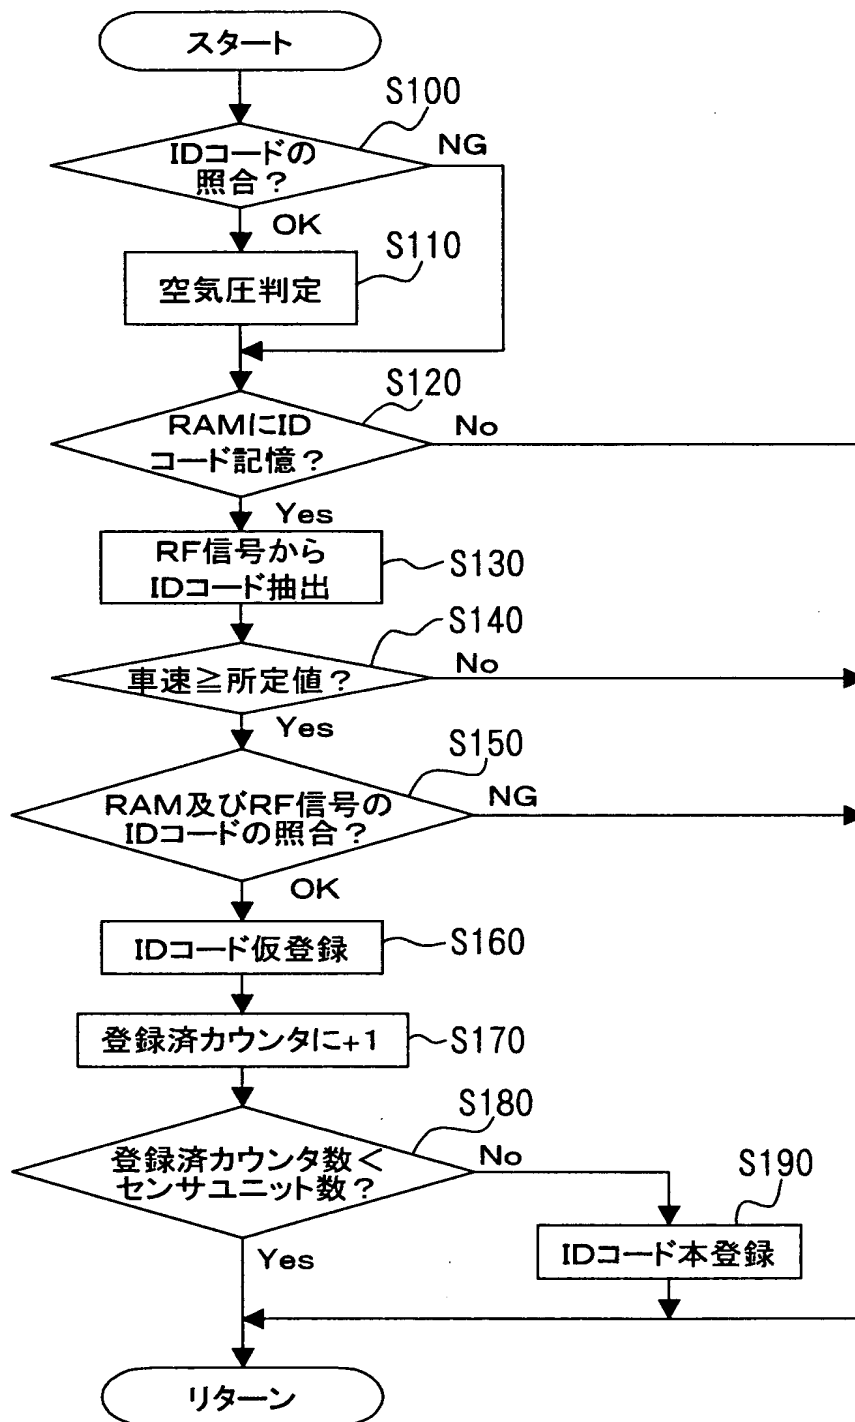 スタート
S100
IDコードの
照合？
NG
OK
S110
空気圧判定
S120
RAMにID
コード記憶？
No
Yes
RF信号から
IDコード抽出
S130
S140
車速≧所定値？
No
Yes
S150
RAM及びRF信号の
IDコードの照合？
NG
OK
IDコード仮登録
S160
登録済カウンタに+1
S170
S180
登録済カウンタ数＜
センサユニット数？
No
S190
IDコード本登録
Yes
リターン